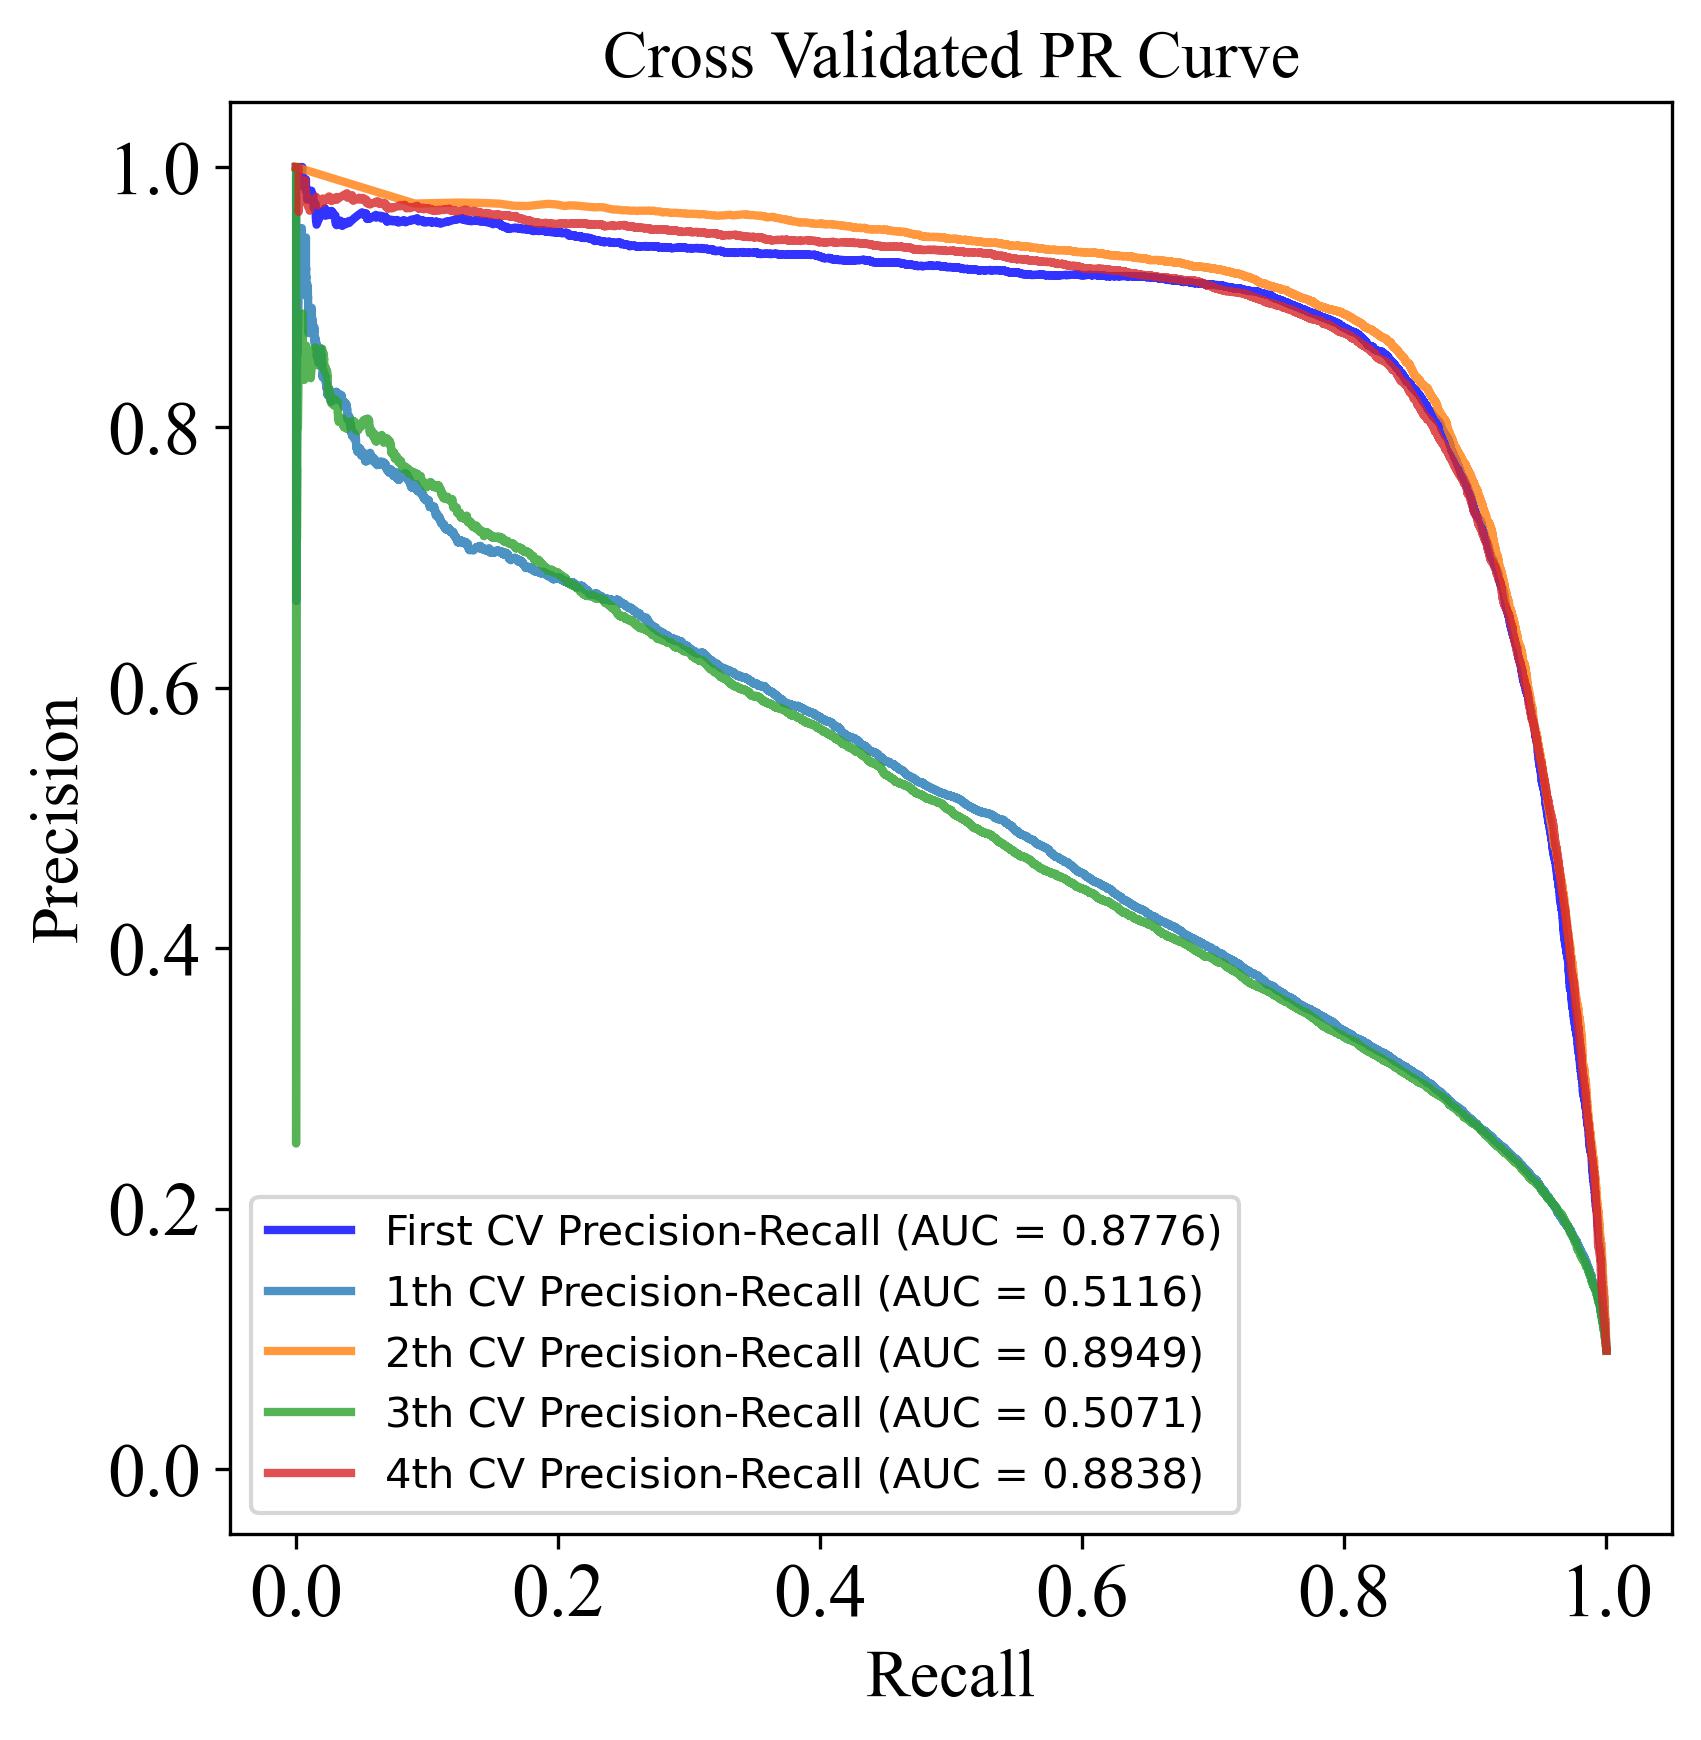 Cross Validated PR Curve
1.0
0.8
0.6
0.4
0.2
0.0
Precision
First CV Precision-Recall (AUC = 0.8776)
1th CV Precision-Recall (AUC = 0.5116)
2th CV Precision-Recall (AUC = 0.8949)
3th CV Precision-Recall (AUC = 0.5071)
4th CV Precision-Recall (AUC = 0.8838)
0.0 0.2 0.4 0.6 0.8 1.0
Recall